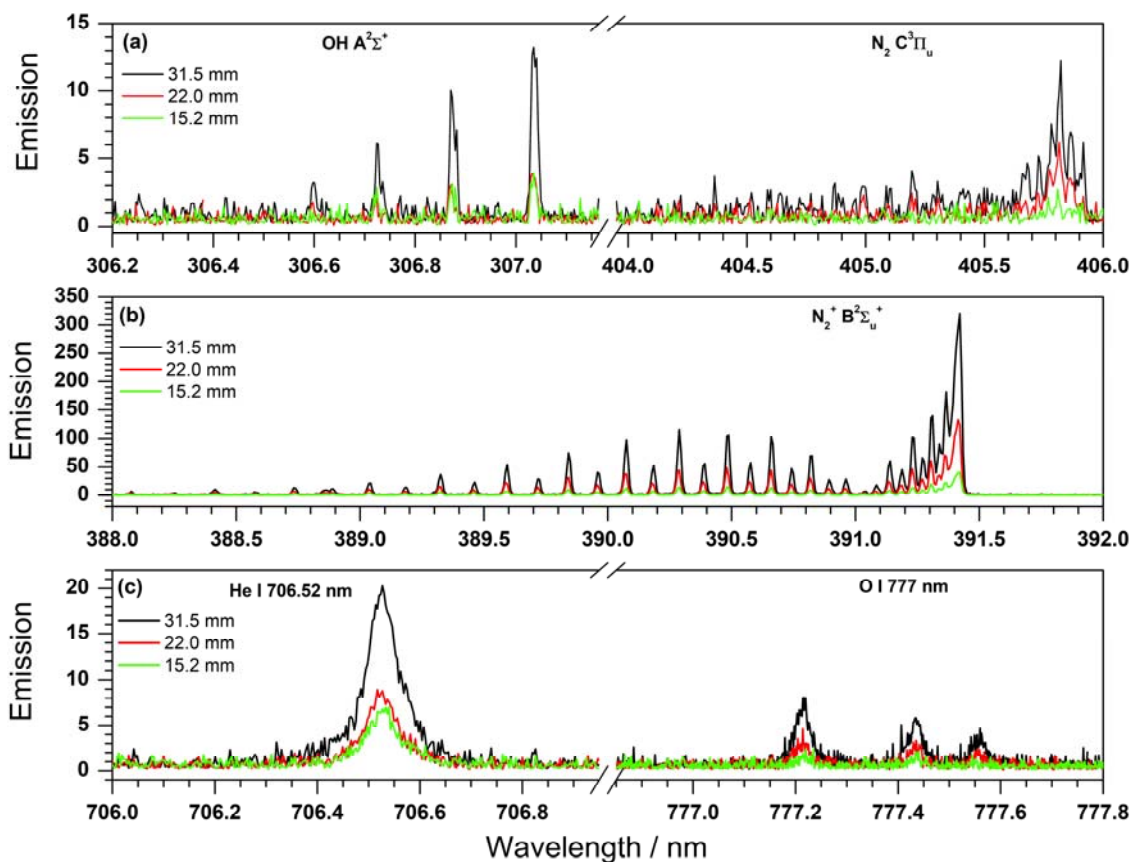 15
(a)
OH A²Σ⁺
N₂ C³Πᵤ
31.5 mm
22.0 mm
15.2 mm
10
5
0
Emission
306.2 306.4 306.6 306.8 307.0 404.0 404.5 405.0 405.5 406.0
350
(b)
N₂⁺ B²Σᵤ⁺
300
250
200
150
100
50
0
31.5 mm
22.0 mm
15.2 mm
Emission
388.0 388.5 389.0 389.5 390.0 390.5 391.0 391.5 392.0
20
(c)
He I 706.52 nm
O I 777 nm
31.5 mm
22.0 mm
15.2 mm
15
10
5
0
Emission
706.0 706.2 706.4 706.6 706.8 777.0 777.2 777.4 777.6 777.8
Wavelength / nm